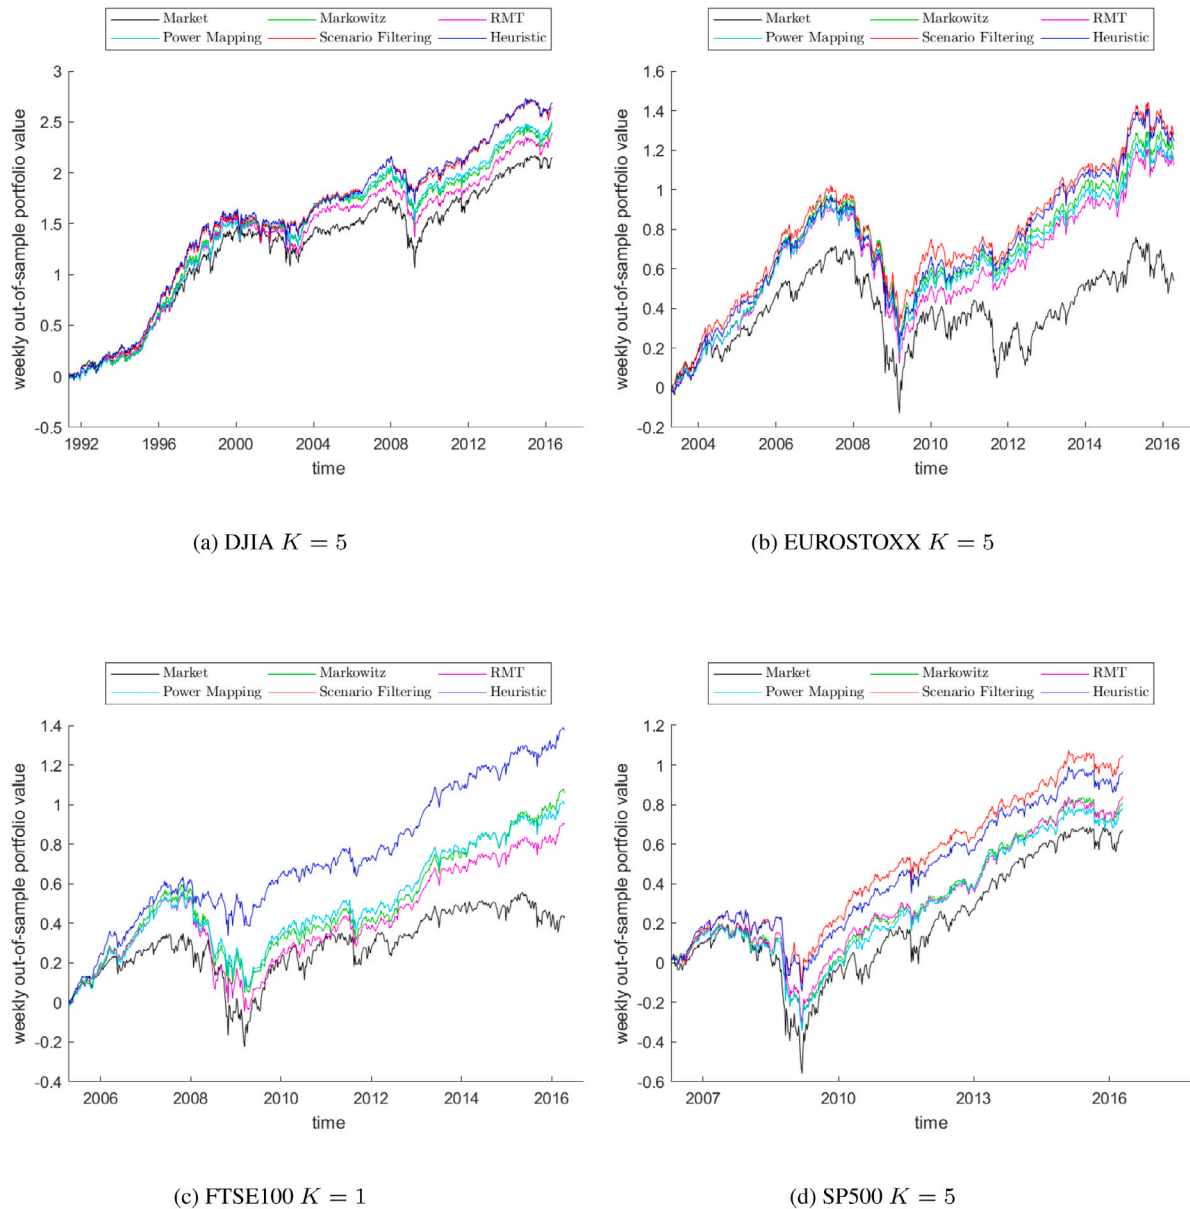 Market Markowitz RMT
Power Mapping Scenario Filtering Heuristic
weekly out-of-sample portfolio value
3
2.5
2
1.5
1
0.5
0
-0.5
1992 1996 2000 2004 2008 2012 2016
time
(a) DJIA K = 5
Market Markowitz RMT
Power Mapping Scenario Filtering Heuristic
weekly out-of-sample portfolio value
1.6
1.4
1.2
1
0.8
0.6
0.4
0.2
0
-0.2
2004 2006 2008 2010 2012 2014 2016
time
(b) EUROSTOXX K = 5
Market Markowitz RMT
Power Mapping Scenario Filtering Heuristic
weekly out-of-sample portfolio value
1.4
1.2
1
0.8
0.6
0.4
0.2
0
-0.2
-0.4
2006 2008 2010 2012 2014 2016
time
(c) FTSE100 K = 1
Market Markowitz RMT
Power Mapping Scenario Filtering Heuristic
weekly out-of-sample portfolio value
1.2
1
0.8
0.6
0.4
0.2
0
-0.2
-0.4
-0.6
2007 2010 2013 2016
time
(d) SP500 K = 5